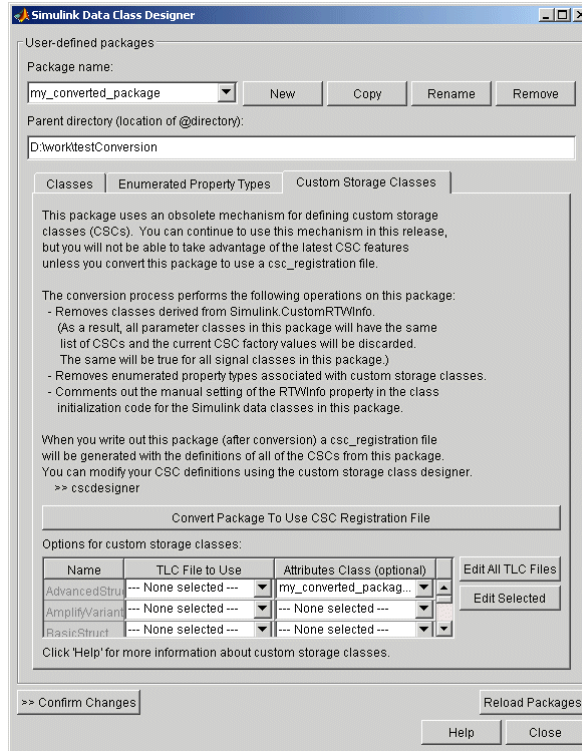 Simulink Data Class Designer
User-defined packages
Package name:
my_converted_package
New
Copy
Rename
Remove
Parent directory (location of @directory):
D:\work\testConversion
Classes
Enumerated Property Types
Custom Storage Classes
This package uses an obsolete mechanism for defining custom storage
classes (CSCs).  You can continue to use this mechanism in this release,
but you will not be able to take advantage of the latest CSC features
unless you convert this package to use a csc_registration file.
The conversion process performs the following operations on this package:
- Removes classes derived from Simulink.CustomRTWInfo.
(As a result, all parameter classes in this package will have the same
list of CSCs and the current CSC factory values will be discarded.
The same will be true for all signal classes in this package.)
- Removes enumerated property types associated with custom storage classes.
- Comments out the manual setting of the RTWInfo property in the class
initialization code for the Simulink data classes in this package.
When you write out this package (after conversion) a csc_registration file
will be generated with the definitions of all of the CSCs from this package.
You can modify your CSC definitions using the custom storage class designer.
>> cscdesigner
Convert Package To Use CSC Registration File
Options for custom storage classes:
Name
TLC File to Use
Attributes Class (optional)
Edit All TLC Files
AdvancedStru
--- None selected ---
my_converted_packag...
AmplifyVariant
--- None selected ---
--- None selected ---
Edit Selected
BasicStruct
--- None selected ---
--- None selected ---
Click 'Help' for more information about custom storage classes.
>> Confirm Changes
Reload Packages
Help
Close